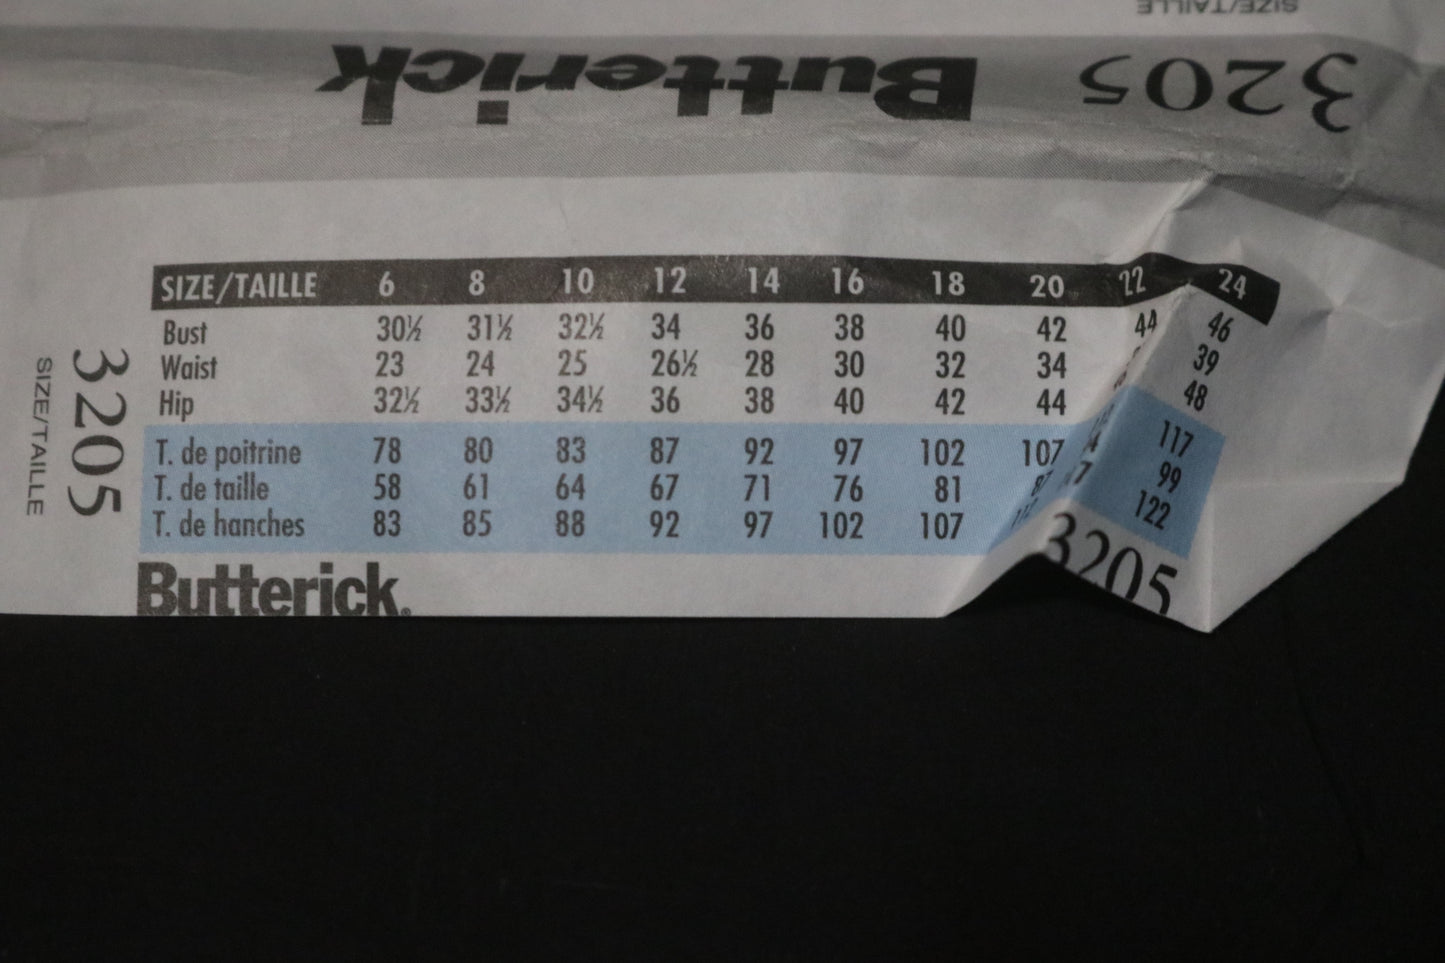 SIZE/TAILLE
Butterick 3205
SIZE/TAILLE 6 8 10 12 14 16 18 20 22 24
Bust 30½ 31½ 32½ 34 36 38 40 42 44 46
Waist 23 24 25 26½ 28 30 32 34 39
Hip 32½ 33½ 34½ 36 38 40 42 44 48
T. de poitrine 78 80 83 87 92 97 102 107 117
T. de taille 58 61 64 67 71 76 81 99
T. de hanches 83 85 88 92 97 102 107 122
3205
SIZE/TAILLE
Butterick.
3205